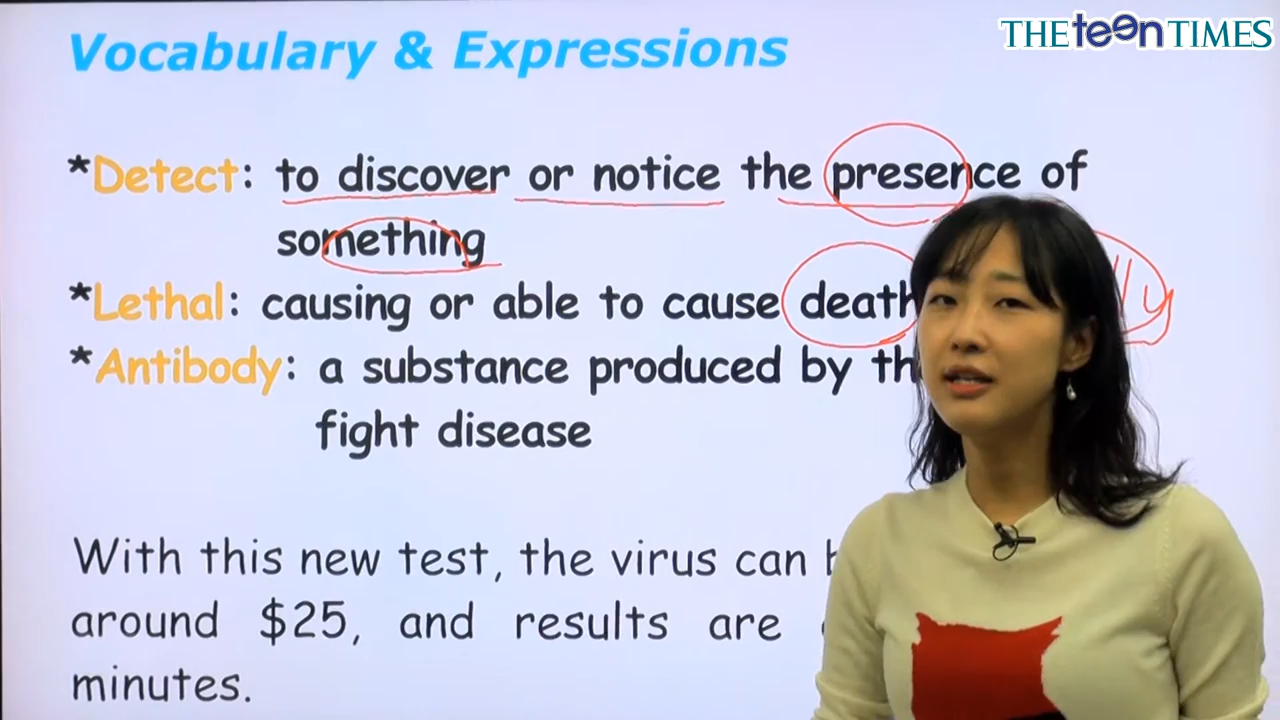 THE teen TIMES
Vocabulary & Expressions
*Detect: to discover or notice the presence of
something
*Lethal: causing or able to cause death
*Antibody: a substance produced by
fight disease
With this new test, the virus can
around $25, and results are
minutes.